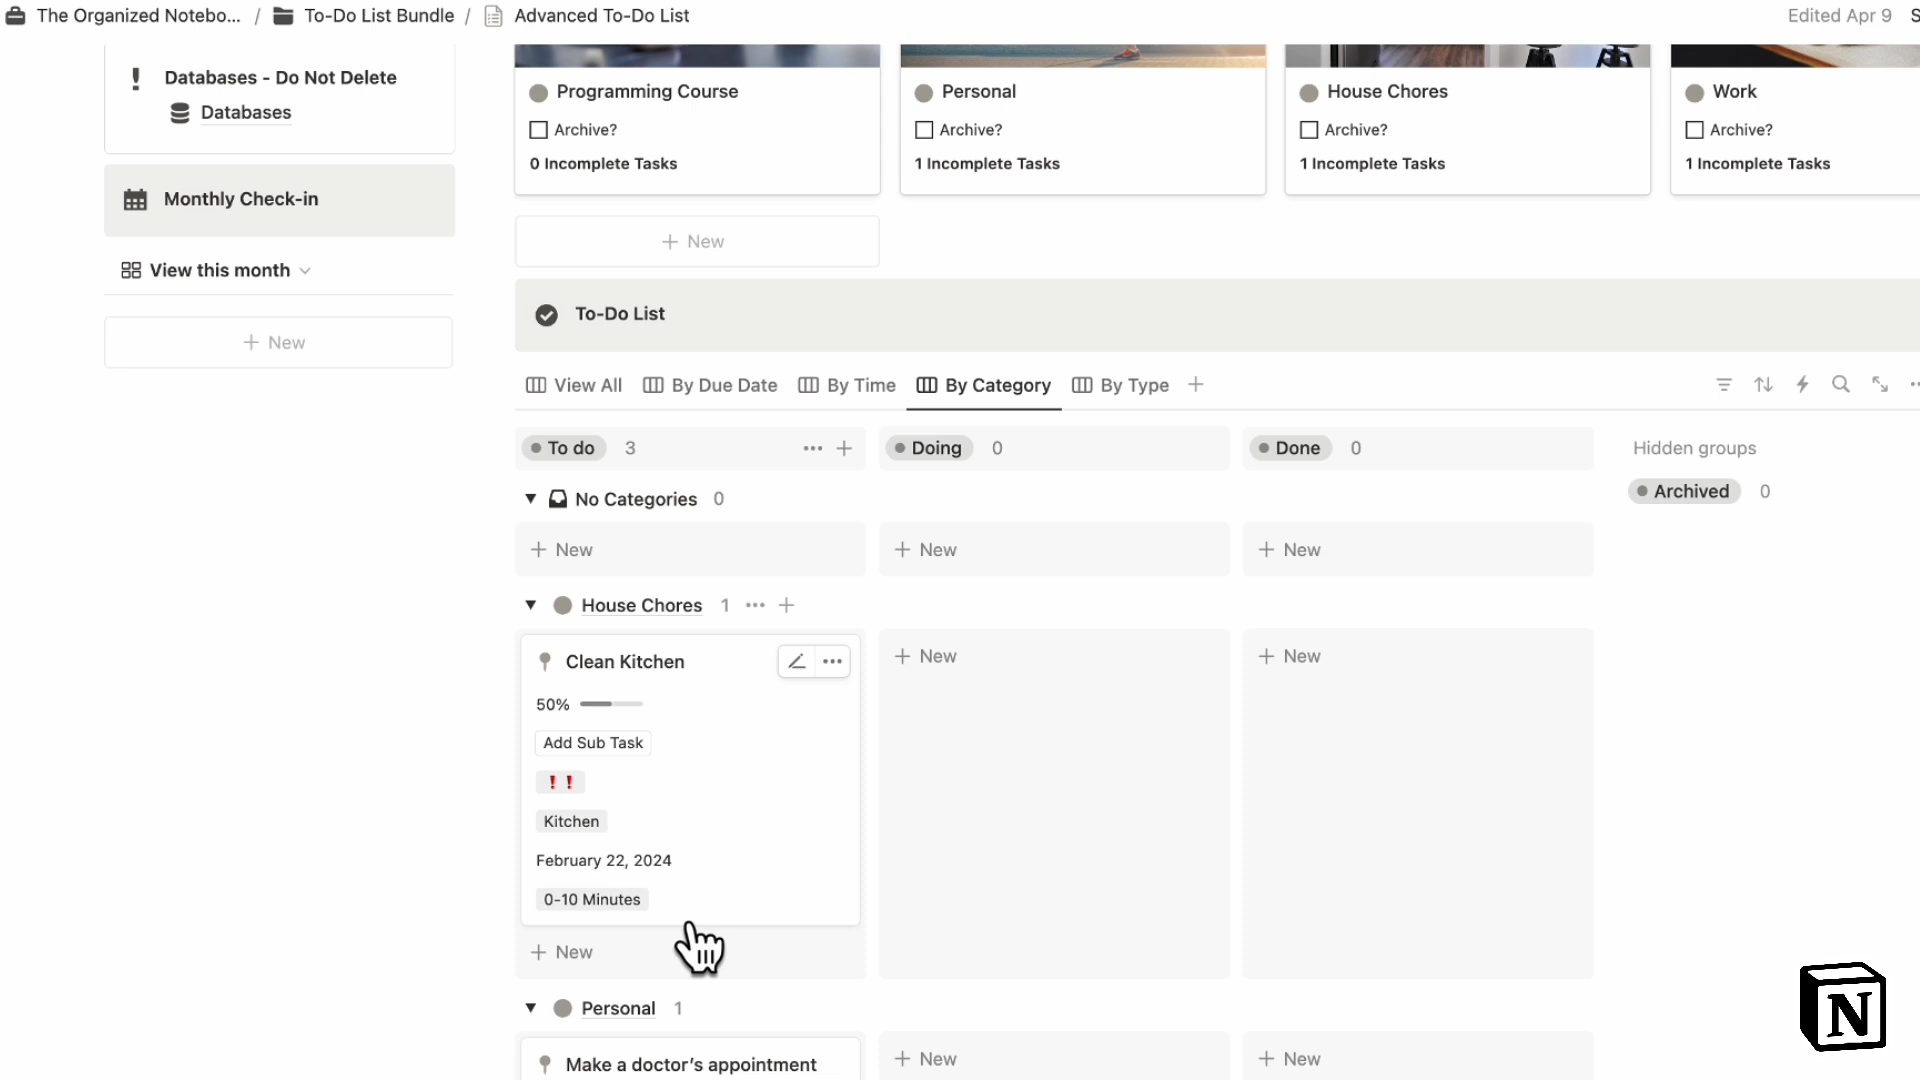 The Organized Notebo... / To-Do List Bundle / Advanced To-Do List
Edited Apr 9
Databases - Do Not Delete
Databases
Monthly Check-in
View this month
+ New
Programming Course
Archive?
0 Incomplete Tasks
Personal
Archive?
1 Incomplete Tasks
House Chores
Archive?
1 Incomplete Tasks
Work
Archive?
1 Incomplete Tasks
+ New
To-Do List
View All By Due Date By Time By Category By Type +
To do 3 ... + Doing 0 Done 0 Hidden groups
Archived 0
No Categories 0
+ New + New + New
House Chores 1 ... +
Clean Kitchen
50%
Add Sub Task
❗❗
Kitchen
February 22, 2024
0-10 Minutes
+ New
+ New + New
Personal 1
Make a doctor’s appointment
+ New + New
N